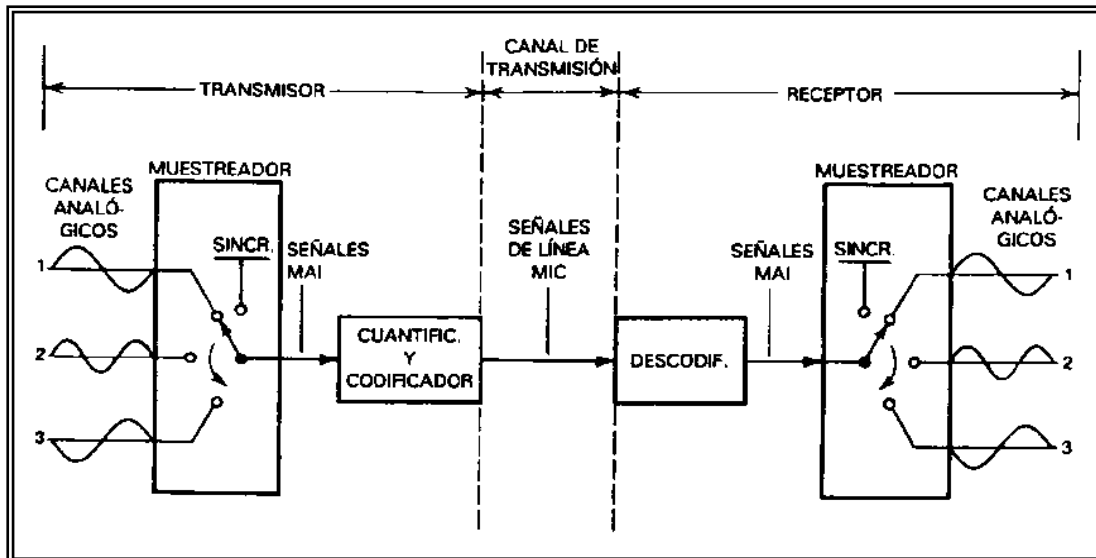 CANAL DE
TRANSMISIÓN
TRANSMISOR
RECEPTOR
MUESTREADOR
CANALES
ANALÓ-
GICOS
SINCR.
SEÑALES
MAI
1
2
3
CUANTIFIC.
Y
CODIFICADOR
SEÑALES
DE LÍNEA
MIC
DESCODIF.
SEÑALES
MAI
MUESTREADOR
SINCR.
CANALES
ANALÓ-
GICOS
1
2
3